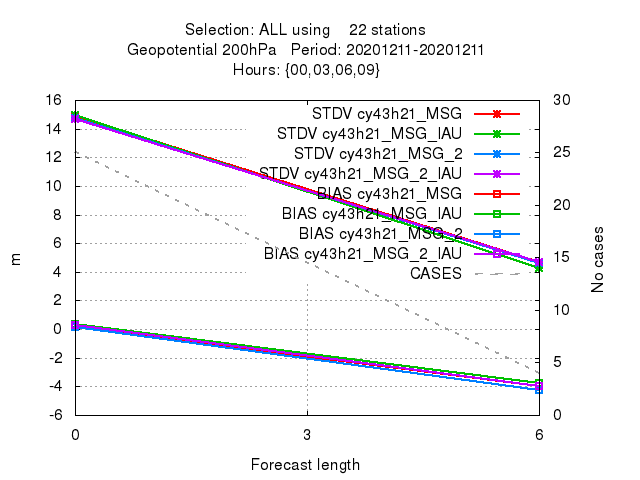 Selection: ALL using    22 stations
Geopotential 200hPa   Period: 20201211-20201211
Hours: {00,03,06,09}
16
14
12
10
8
6
4
2
0
-2
-4
-6
m
30
25
20
15
10
5
0
No cases
STDV cy43h21_MSG
STDV cy43h21_MSG_IAU
STDV cy43h21_MSG_2
STDV cy43h21_MSG_2_IAU
BIAS cy43h21_MSG
BIAS cy43h21_MSG_IAU
BIAS cy43h21_MSG_2
BIAS cy43h21_MSG_2_IAU
CASES
0 3 6
Forecast length